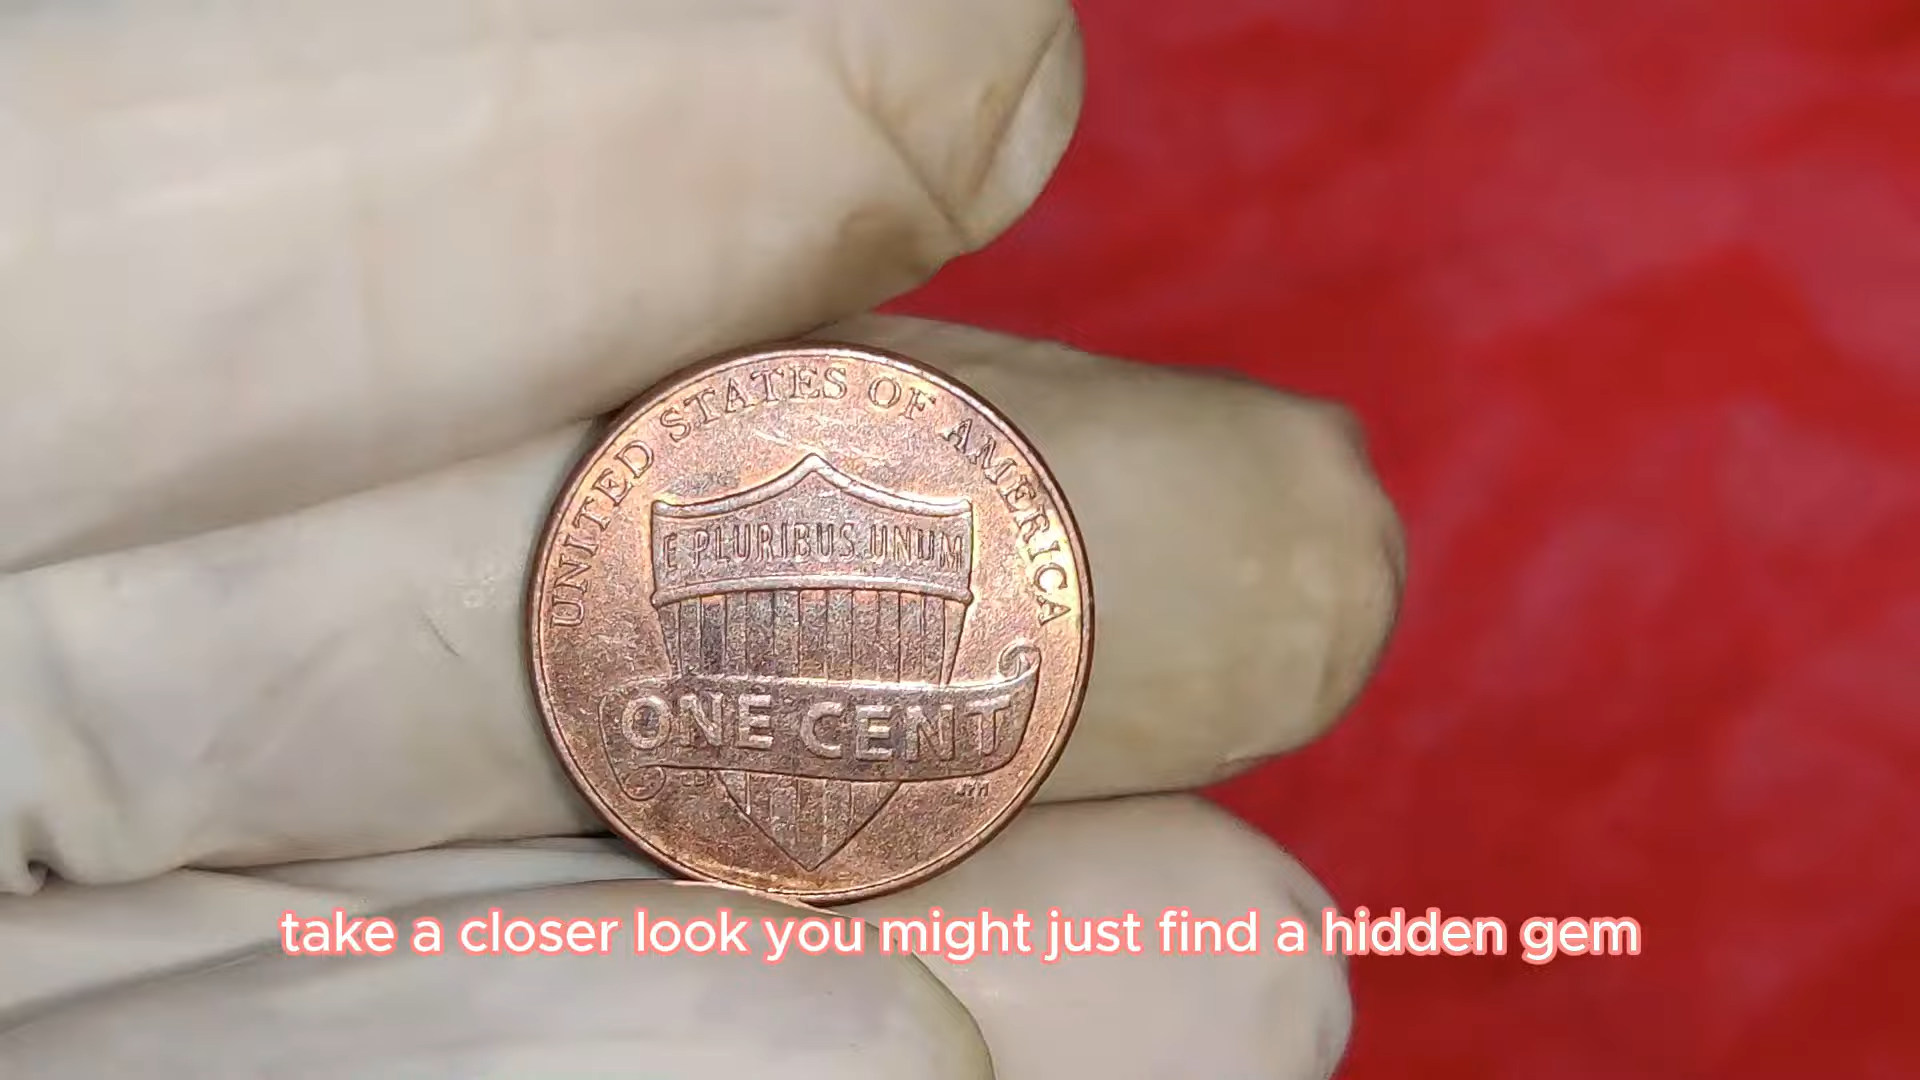 UNITED STATES OF AMERICA
E PLURIBUS UNUM
ONE CENT
take a closer look you might just find a hidden gem